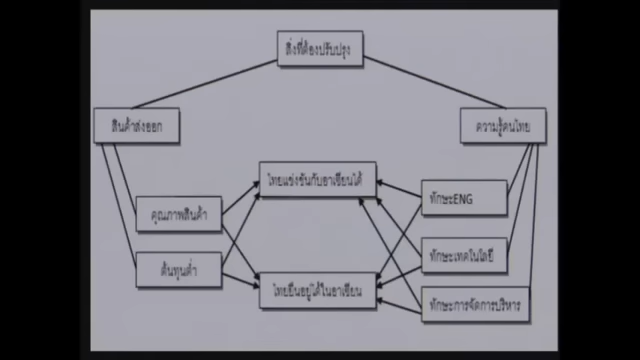 สิ่งที่ต้องปรับปรุง
สินค้าส่งออก
ความรู้คนไทย
ไทยแข่งขันกับอาเซียนได้
ทักษะENG
คุณภาพสินค้า
ทักษะเทคโนโลยี
ต้นทุนต่ำ
ไทยยืนอยู่ได้ในอาเซียน
ทักษะการจัดการบริหาร